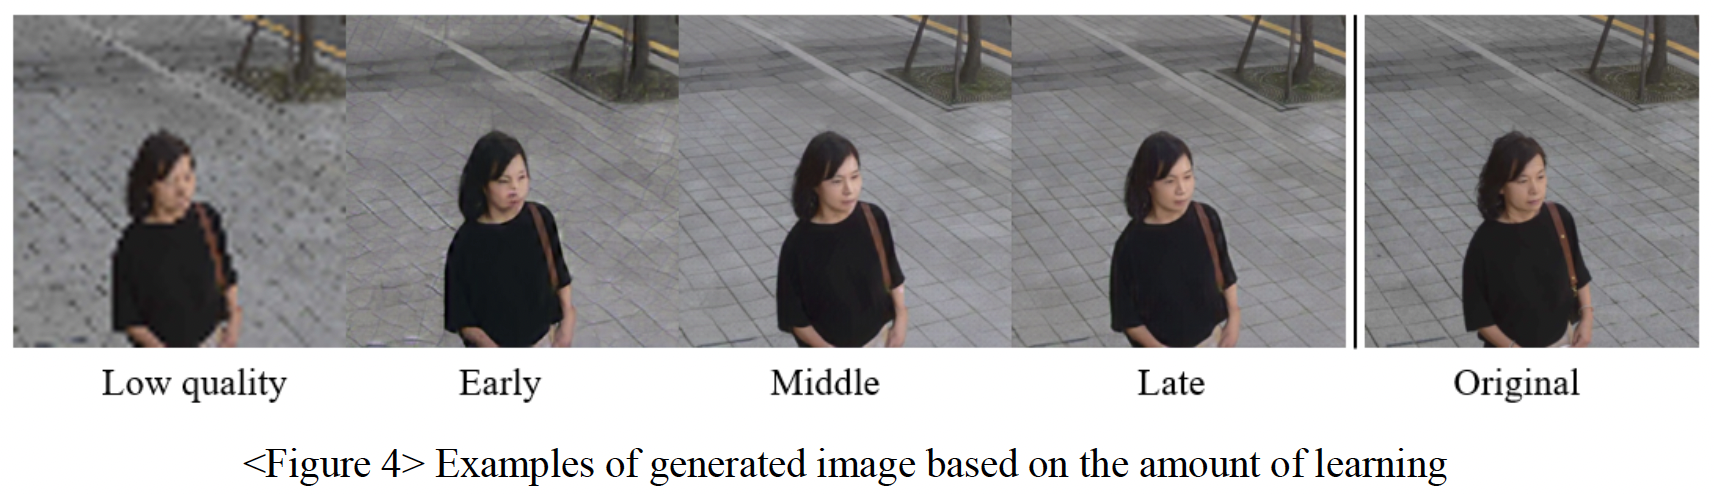 Low quality Early Middle Late Original
<Figure 4> Examples of generated image based on the amount of learning